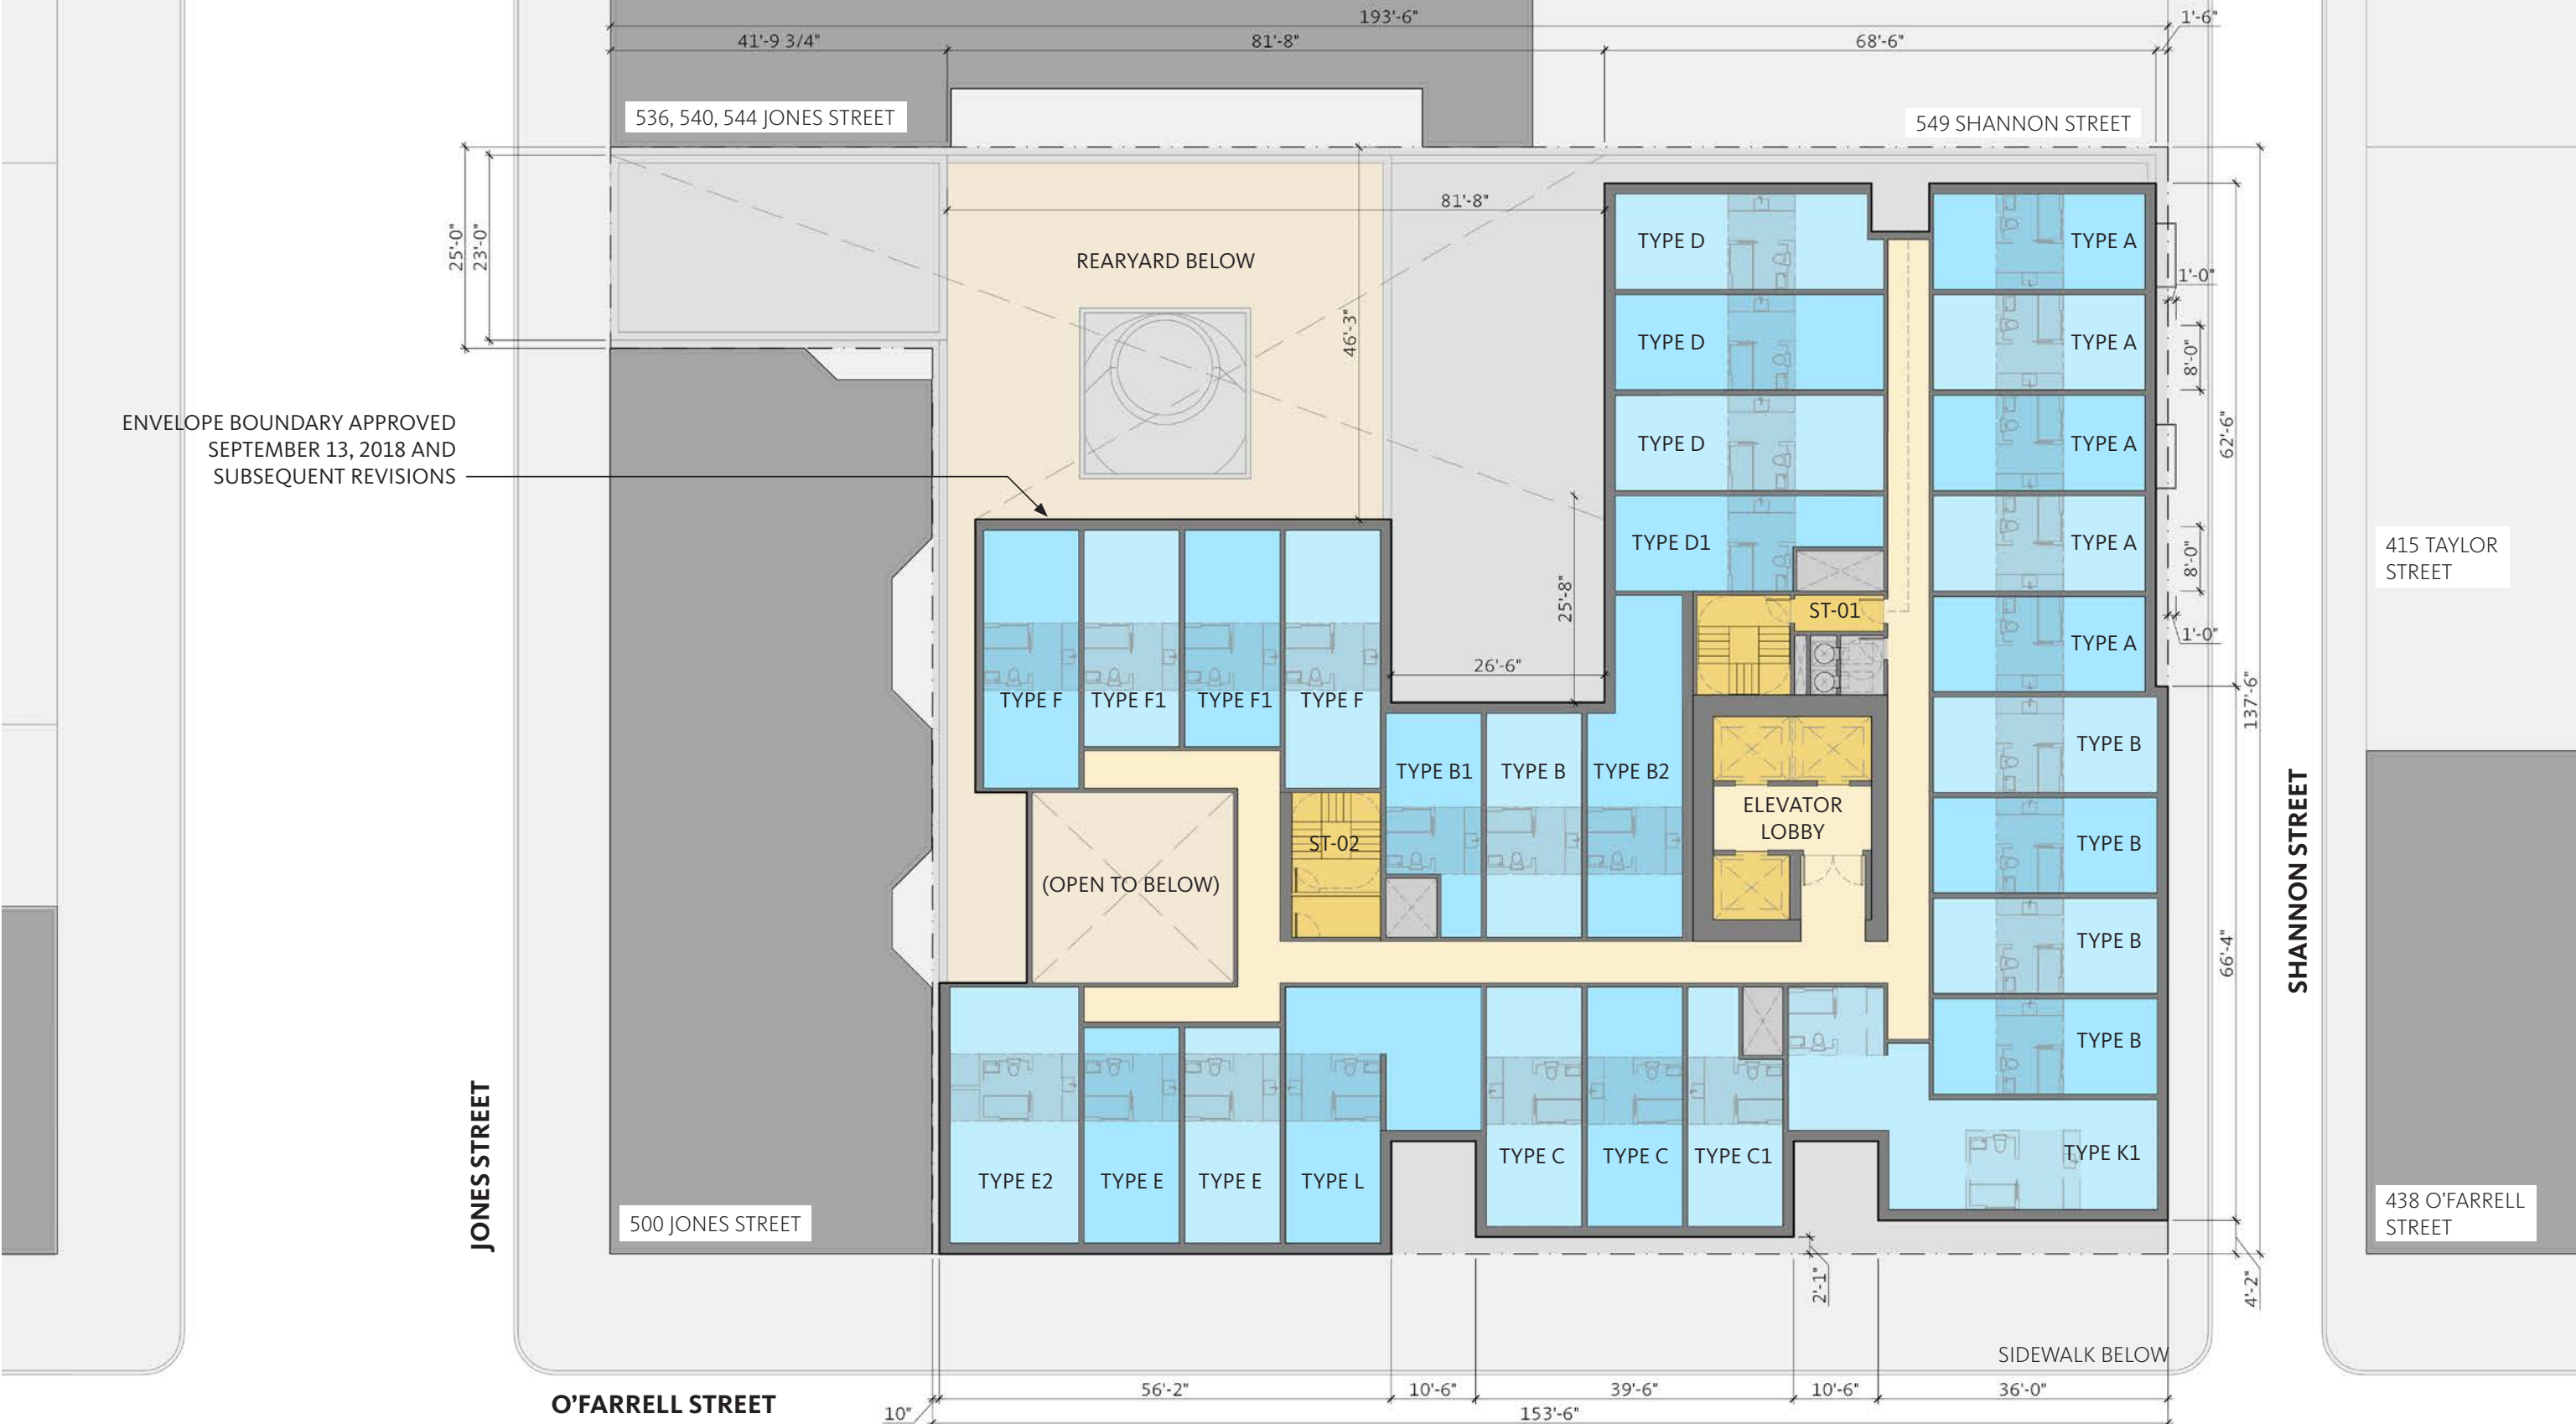 193'-6"
1'-6"
41'-9 3/4"
81'-8"
68'-6"
536, 540, 544 JONES STREET
549 SHANNON STREET
81'-8"
25'-0"
23'-0"
REARYARD BELOW
46'-3"
TYPE D
TYPE A
1'-0"
TYPE D
TYPE A
8'-0"
ENVELOPE BOUNDARY APPROVED
SEPTEMBER 13, 2018 AND
SUBSEQUENT REVISIONS
TYPE D
TYPE A
62'-6"
TYPE D1
TYPE A
8'-0"
415 TAYLOR
STREET
25'-8"
ST-01
TYPE A
1'-0"
26'-6"
TYPE F
TYPE F1
TYPE F1
TYPE F
137'-6"
TYPE B
TYPE B1
TYPE B
TYPE B2
ELEVATOR
LOBBY
ST-02
TYPE B
(OPEN TO BELOW)
SHANNON STREET
TYPE B
66'-4"
TYPE B
JONES STREET
TYPE E2
TYPE E
TYPE E
TYPE L
TYPE C
TYPE C
TYPE C1
TYPE K1
500 JONES STREET
438 O'FARRELL
STREET
2'-1"
4'-2"
SIDEWALK BELOW
O'FARRELL STREET
56'-2"
10'-6"
39'-6"
10'-6"
36'-0"
10"
153'-6"